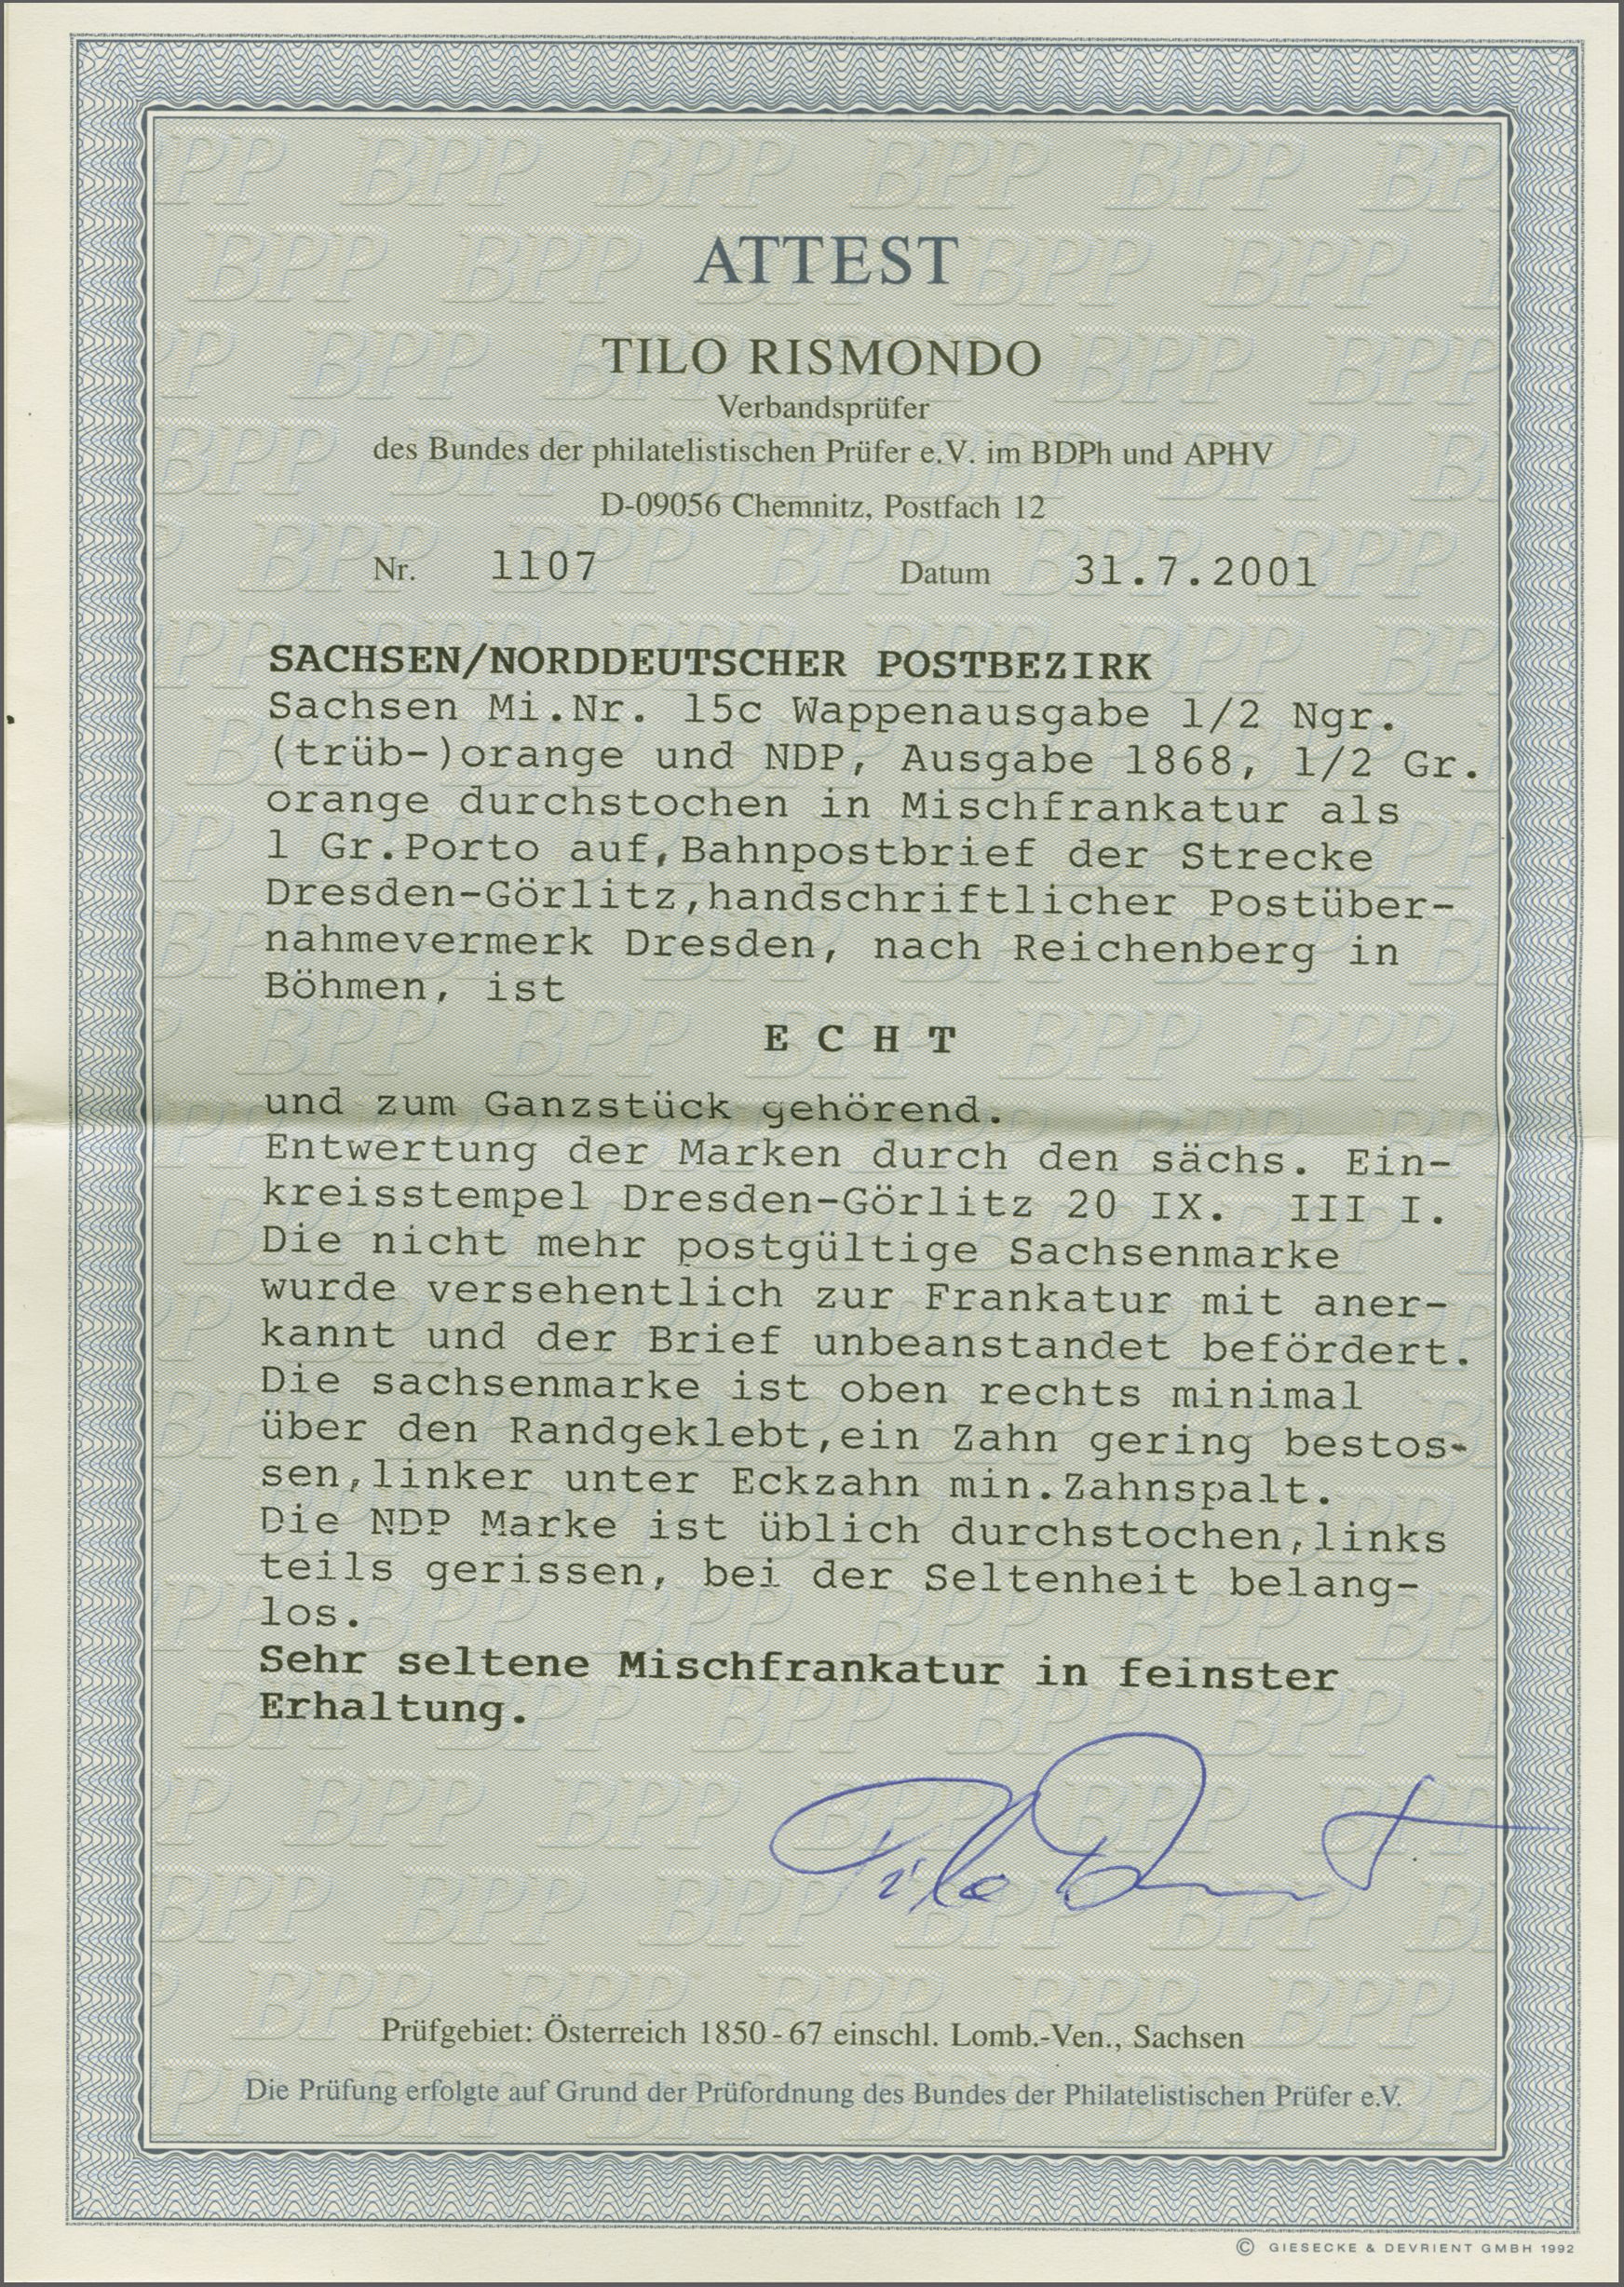 ATTEST
TILO RISMONDO
Verbandsprüfer
des Bundes der philatelistischen Prüfer e.V. im BDPh und APHV
D-09056 Chemnitz, Postfach 12
Nr. 1107 Datum 31.7.2001
SACHSEN/NORDDEUTSCHER POSTBEZIRK
Sachsen Mi.Nr. 15c Wappenausgabe 1/2 Ngr.
(trüb-)orange und NDP, Ausgabe 1868, 1/2 Gr.
orange durchstochen in Mischfrankatur als
1 Gr.Porto auf,Bahnpostbrief der Strecke
Dresden-Görlitz,handschriftlicher Postüber-
nahmevermerk Dresden, nach Reichenberg in
Böhmen, ist
E C H T
und zum Ganzstück gehörend.
Entwertung der Marken durch den sächs. Ein-
kreisstempel Dresden-Görlitz 20 IX. III I.
Die nicht mehr postgültige Sachsenmarke
wurde versehentlich zur Frankatur mit aner-
kannt und der Brief unbeanstandet befördert.
Die sachsenmarke ist oben rechts minimal
über den Randgeklebt,ein Zahn gering bestos-
sen,linker unter Eckzahn min.Zahnspalt.
Die NDP Marke ist üblich durchstochen,links
teils gerissen, bei der Seltenheit belang-
los.
Sehr seltene Mischfrankatur in feinster
Erhaltung.
Prüfgebiet: Österreich 1850-67 einschl. Lomb.-Ven., Sachsen
Die Prüfung erfolgte auf Grund der Prüfordnung des Bundes der Philatelistischen Prüfer e.V.
© GIESECKE & DEVRIENT GMBH 1992